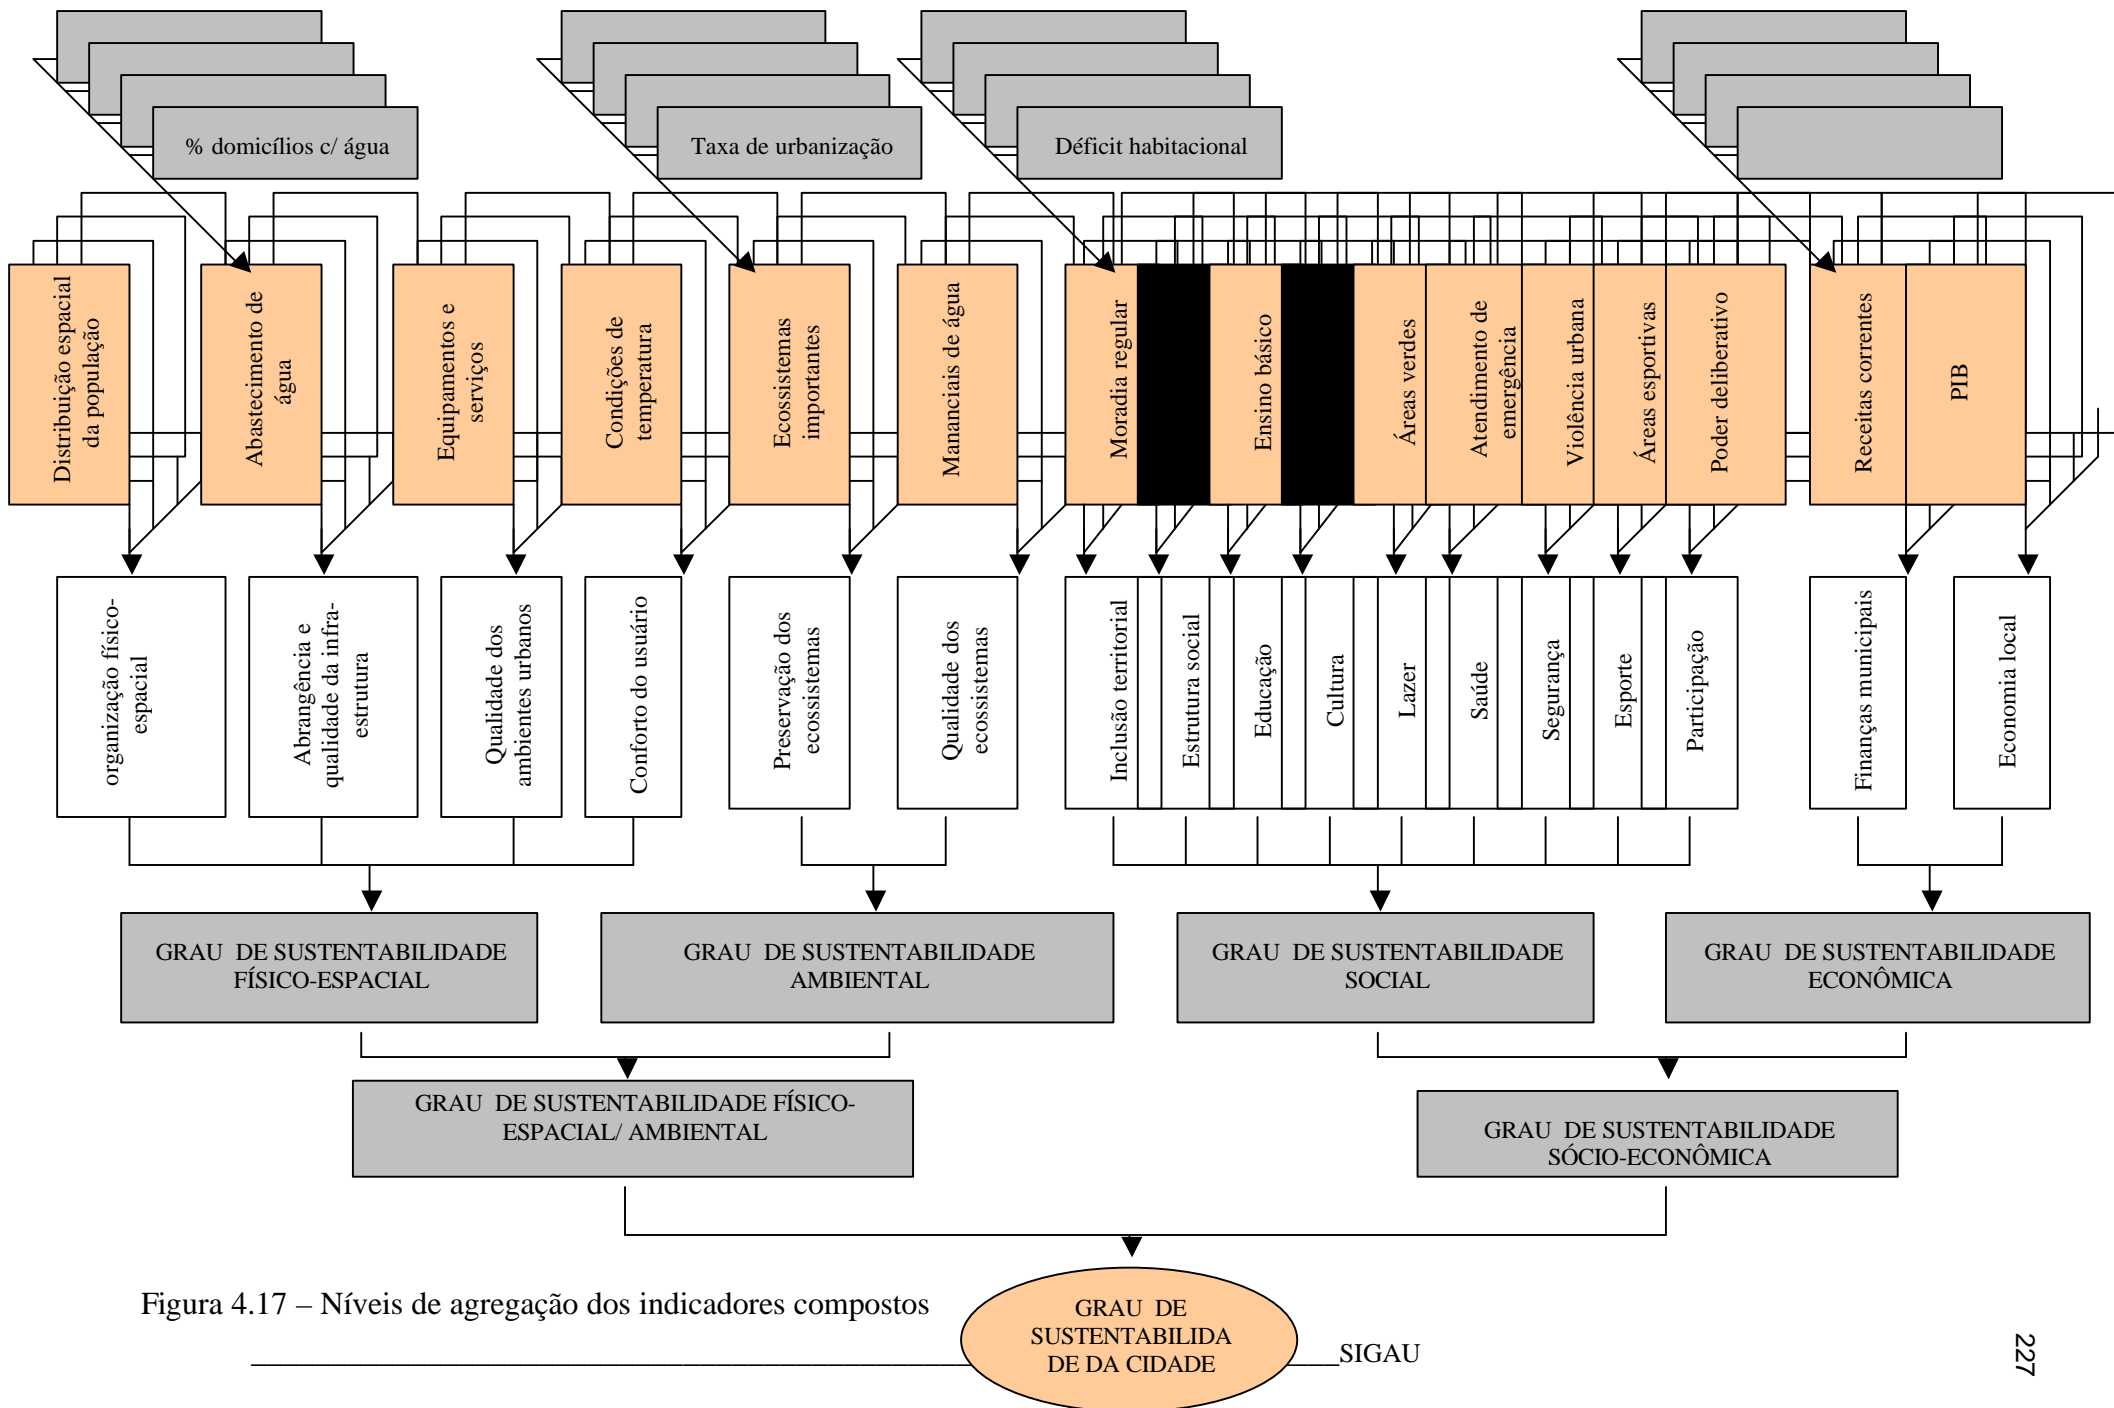 % domicílios c/ água
Taxa de urbanização
Déficit habitacional
Distribuição espacial
da população
Abastecimento de
água
Equipamentos e
serviços
Condições de
temperatura
Ecossistemas
importantes
Mananciais de água
Moradia regular
Ensino básico
Áreas verdes
Atendimento de
emergência
Violência urbana
Áreas esportivas
Poder deliberativo
Receitas correntes
PIB
organização físico-
espacial
Abrangência e
qualidade da infra-
estrutura
Qualidade dos
ambientes urbanos
Conforto do usuário
Preservação dos
ecossistemas
Qualidade dos
ecossistemas
Inclusão territorial
Estrutura social
Educação
Cultura
Lazer
Saúde
Segurança
Esporte
Participação
Finanças municipais
Economia local
GRAU DE SUSTENTABILIDADE
FÍSICO-ESPACIAL
GRAU DE SUSTENTABILIDADE
AMBIENTAL
GRAU DE SUSTENTABILIDADE
SOCIAL
GRAU DE SUSTENTABILIDADE
ECONÔMICA
GRAU DE SUSTENTABILIDADE FÍSICO-
ESPACIAL/ AMBIENTAL
GRAU DE SUSTENTABILIDADE
SÓCIO-ECONÔMICA
Figura 4.17 – Níveis de agregação dos indicadores compostos
GRAU DE
SUSTENTABILIDA
DE DA CIDADE
SIGAU
227